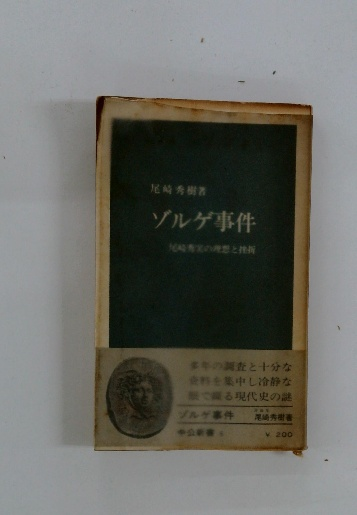 尾崎秀樹著
ゾルゲ事件
尾崎秀実の理想と挫折
多年の調査と十分な
資料を集中し冷静な
眼で綴る現代史の謎
ゾルゲ事件
尾崎秀樹著
中公新書
¥ 200